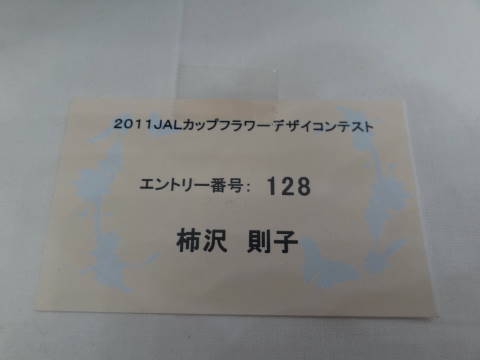 2011JALカップフラワーデザイコンテスト
エントリー番号: 128
柿沢 則子